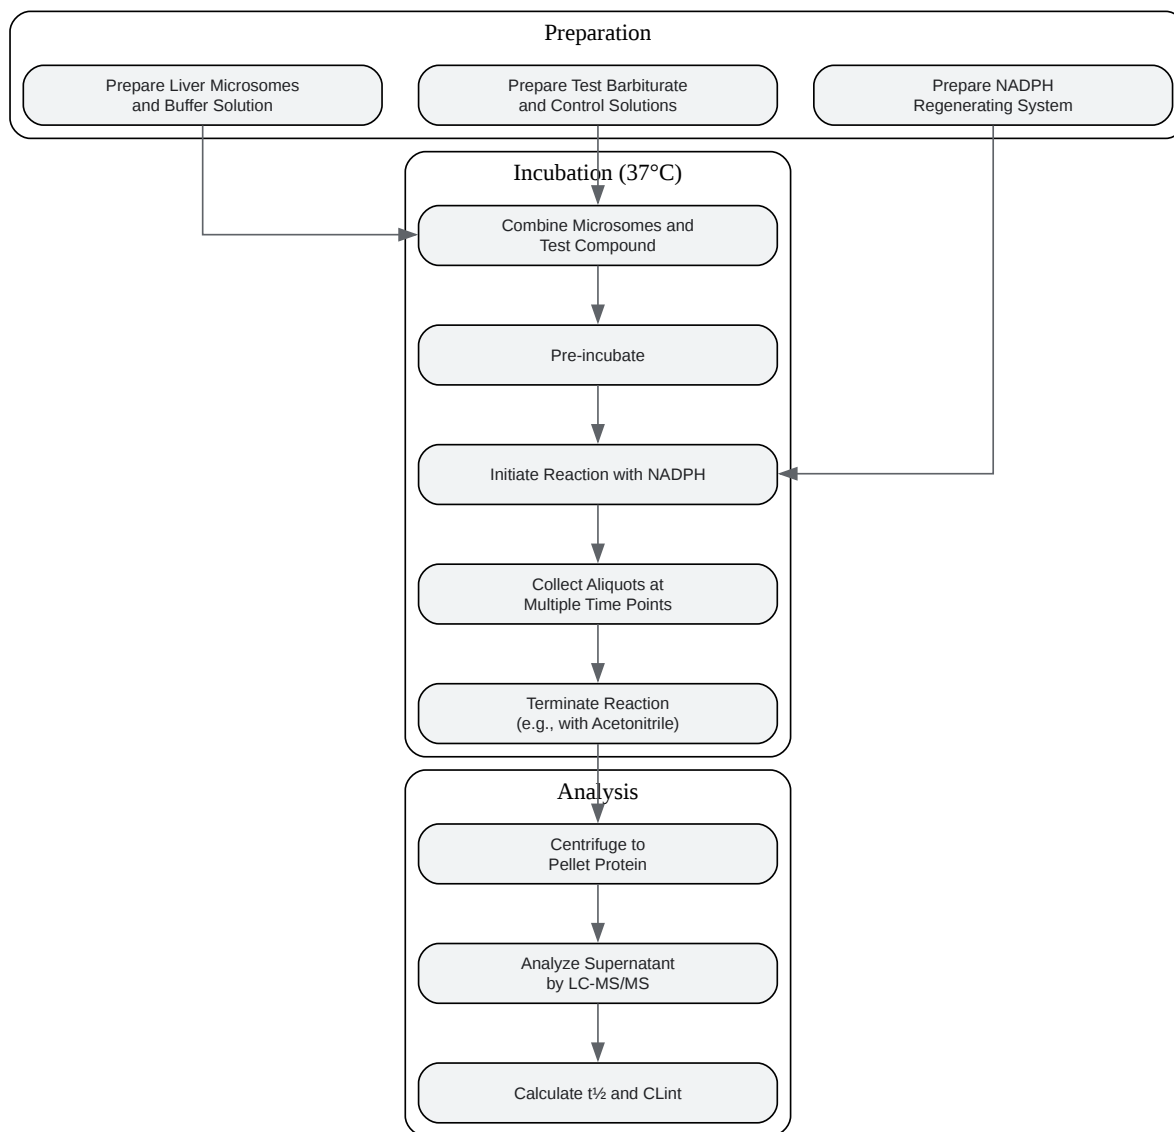 Preparation
Prepare Liver Microsomes
and Buffer Solution
Prepare Test Barbiturate
and Control Solutions
Prepare NADPH
Regenerating System
Incubation (37°C)
Combine Microsomes and
Test Compound
Pre-incubate
Initiate Reaction with NADPH
Collect Aliquots at
Multiple Time Points
Terminate Reaction
(e.g., with Acetonitrile)
Analysis
Centrifuge to
Pellet Protein
Analyze Supernatant
by LC-MS/MS
Calculate t½ and CLint